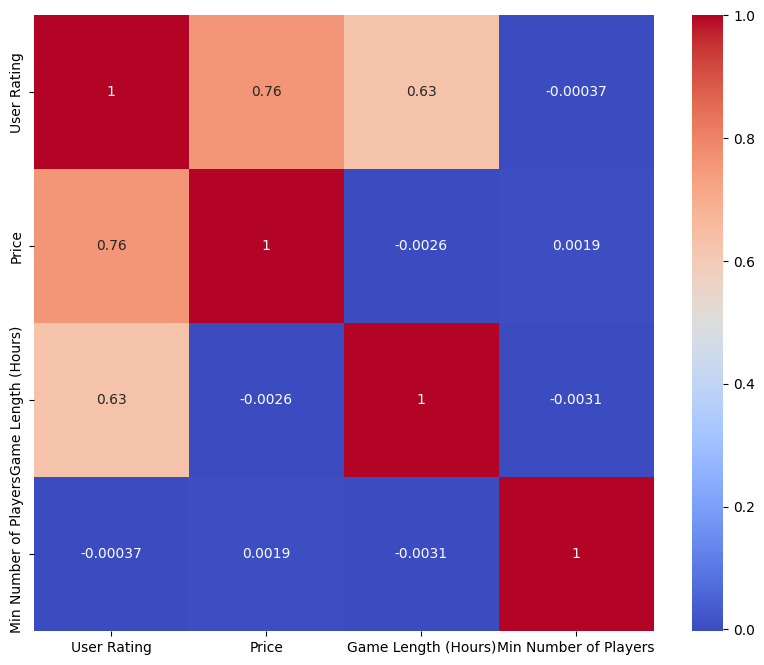 User Rating
1
0.76
0.63
-0.00037
Price
0.76
1
-0.0026
0.0019
Game Length (Hours)
0.63
-0.0026
1
-0.0031
Min Number of Players
-0.00037
0.0019
-0.0031
1
User Rating
Price
Game Length (Hours)
Min Number of Players
1.0
0.8
0.6
0.4
0.2
0.0